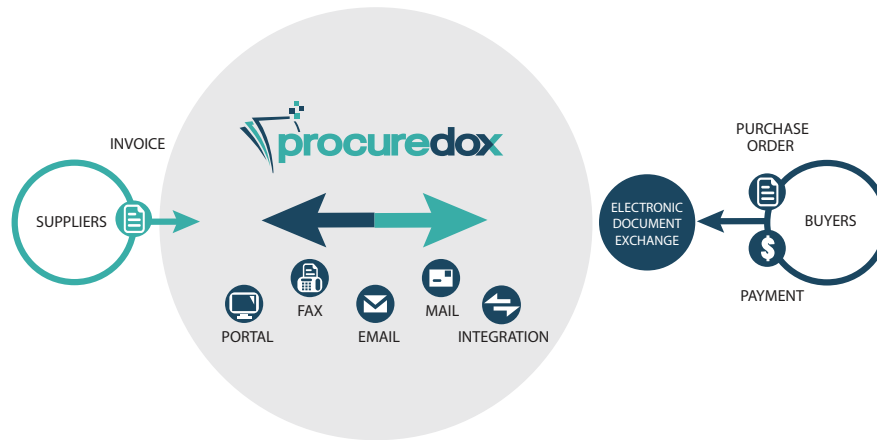 INVOICE
SUPPLIERS
procuredox
PORTAL
FAX
EMAIL
MAIL
INTEGRATION
ELECTRONIC
DOCUMENT
EXCHANGE
PURCHASE
ORDER
$
BUYERS
PAYMENT